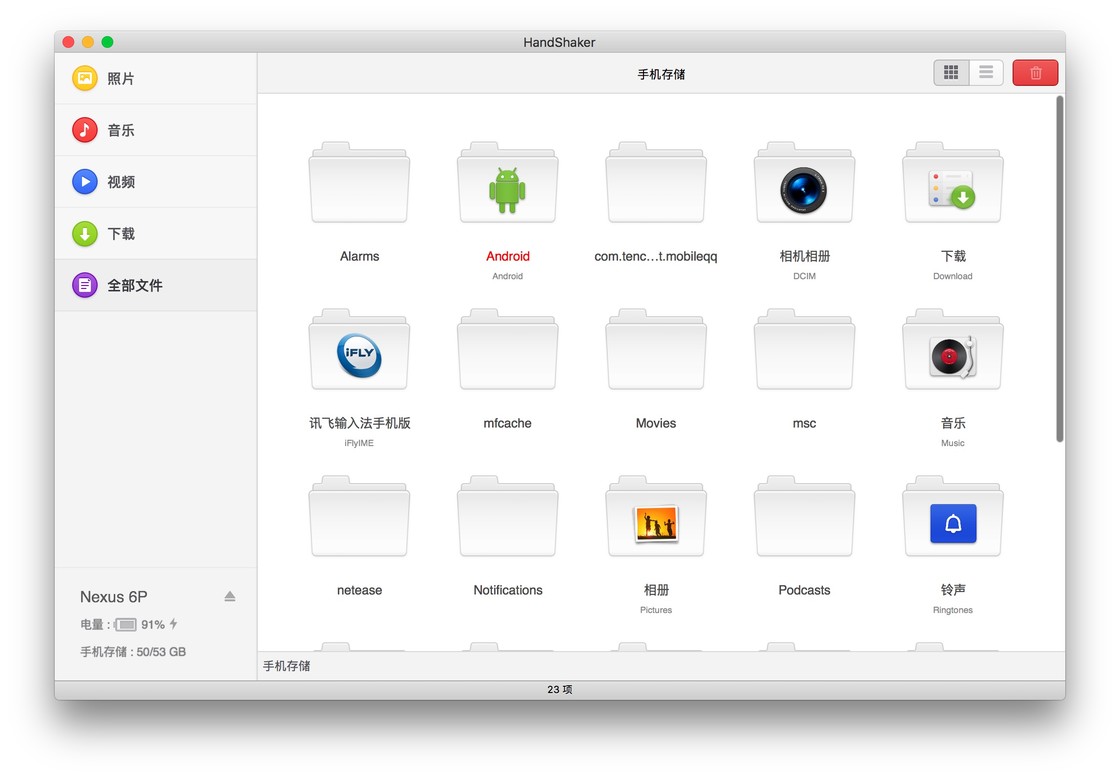 HandShaker
照片
音乐
视频
下载
全部文件
Nexus 6P
电量 : 91%
手机存储 : 50/53 GB
手机存储
Alarms
Android
Android
com.tenc...t.mobileqq
相机相册
DCIM
下载
Download
iFLY
讯飞输入法手机版
iFlyIME
mfcache
Movies
msc
音乐
Music
netease
Notifications
相册
Pictures
Podcasts
铃声
Ringtones
手机存储
23 项